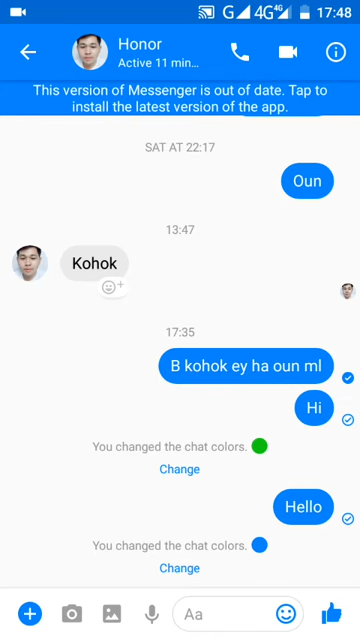 G 4G 4G 17:48
Honor
Active 11 min...
This version of Messenger is out of date. Tap to
install the latest version of the app.
SAT AT 22:17
Oun
13:47
Kohok
17:35
B kohok ey ha oun ml
Hi
You changed the chat colors.
Change
Hello
You changed the chat colors.
Change
Aa